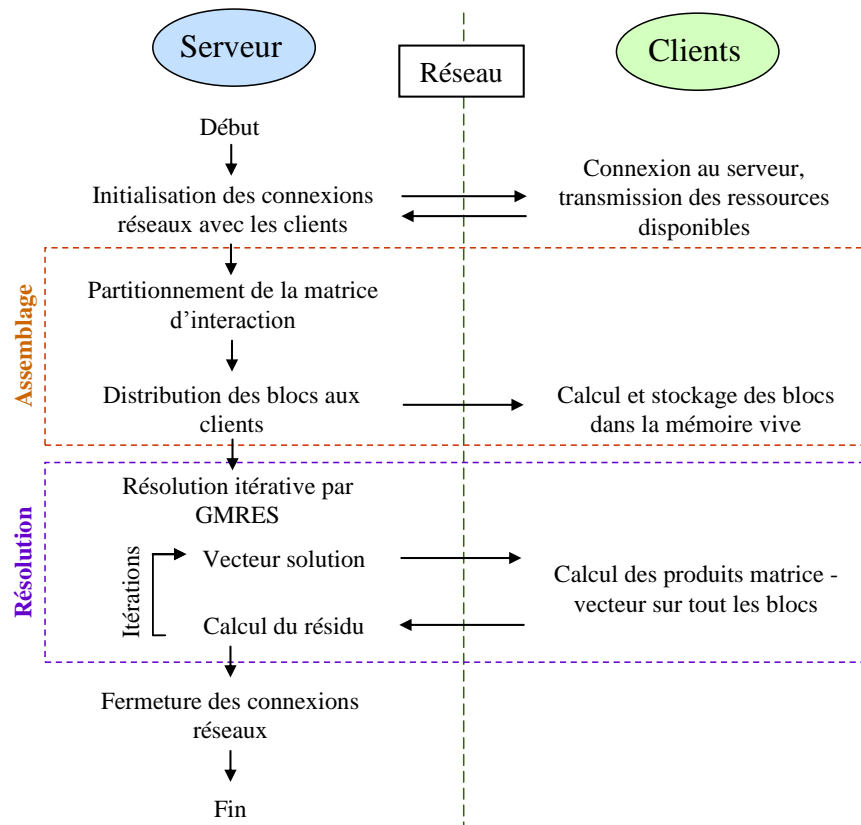 Serveur
Réseau
Clients
Début
Initialisation des connexions
réseaux avec les clients
Connexion au serveur,
transmission des ressources
disponibles
Assemblage
Partitionnement de la matrice
d'interaction
Distribution des blocs aux
clients
Calcul et stockage des blocs
dans la mémoire vive
Résolution
Résolution itérative par
GMRES
Itérations
Vecteur solution
Calcul du résidu
Calcul des produits matrice -
vecteur sur tout les blocs
Fermeture des connexions
réseaux
Fin